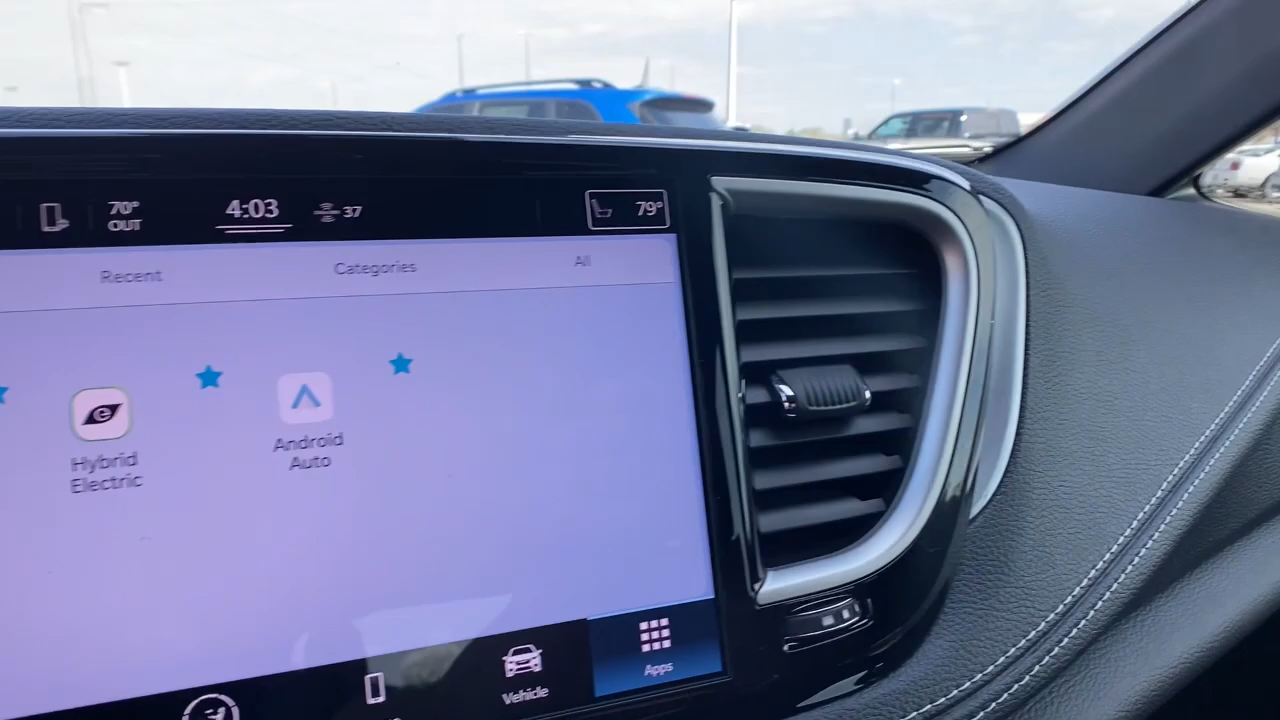 70°
OUT
4:03
37
79°
Recent
Categories
All
Hybrid
Electric
Android
Auto
Vehicle
Apps